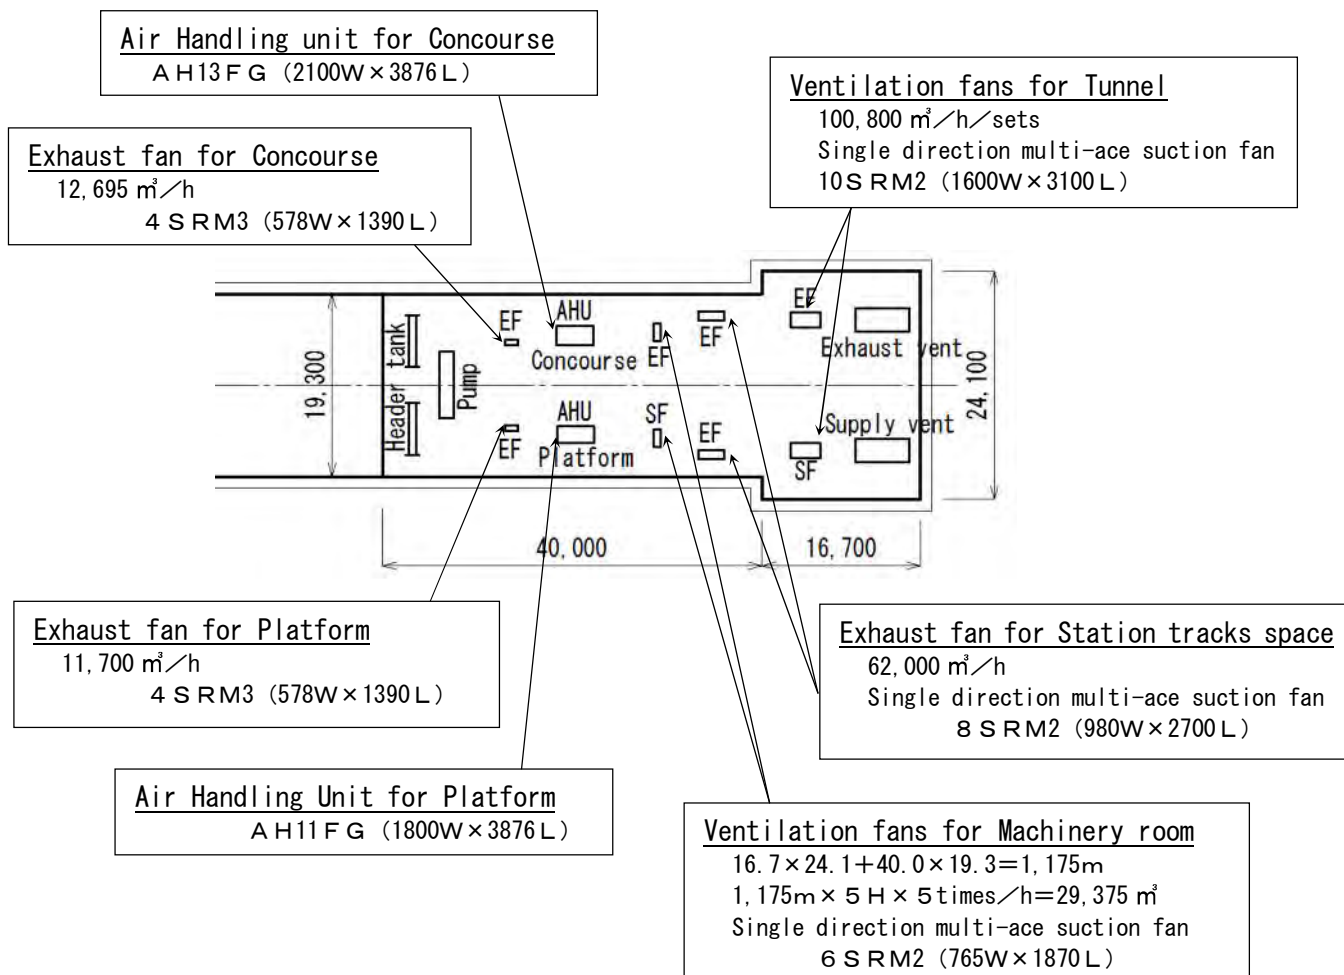 Air Handling unit for Concourse
AH13FG (2100W×3876L)
Ventilation fans for Tunnel
100,800 ㎥／h／sets
Single direction multi-ace suction fan
10SRM2 (1600W×3100L)
Exhaust fan for Concourse
12,695 ㎥／h
4SRM3 (578W×1390L)
EF
AHU
Concourse
EF
EF
EF
Exhaust vent
Header tank
Pump
19,300
24,100
EF
AHU
Platform
SF
EF
Supply vent
SF
40,000
16,700
Exhaust fan for Platform
11,700 ㎥／h
4SRM3 (578W×1390L)
Exhaust fan for Station tracks space
62,000 ㎥／h
Single direction multi-ace suction fan
8SRM2 (980W×2700L)
Air Handling Unit for Platform
AH11FG (1800W×3876L)
Ventilation fans for Machinery room
16.7×24.1＋40.0×19.3＝1,175m
1,175m×5H×5times／h＝29,375 ㎥
Single direction multi-ace suction fan
6SRM2 (765W×1870L)